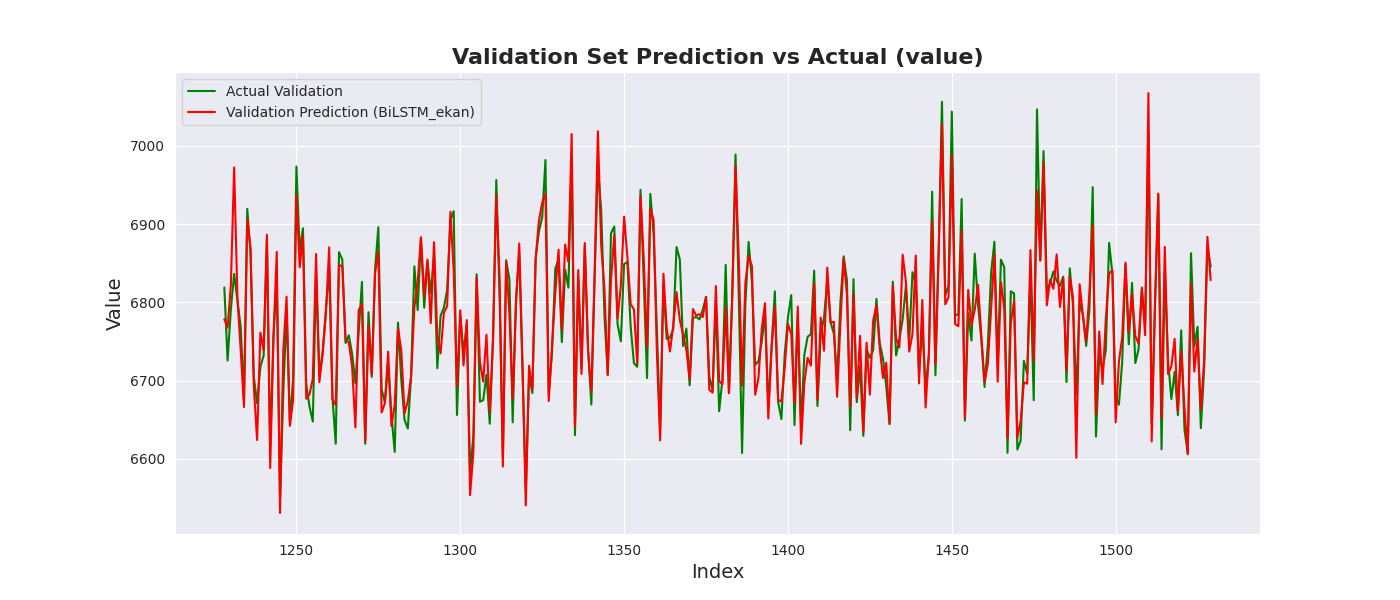 Validation Set Prediction vs Actual (value)
Actual Validation
Validation Prediction (BiLSTM_ekan)
7000
6900
6800
6700
6600
Value
1250 1300 1350 1400 1450 1500
Index